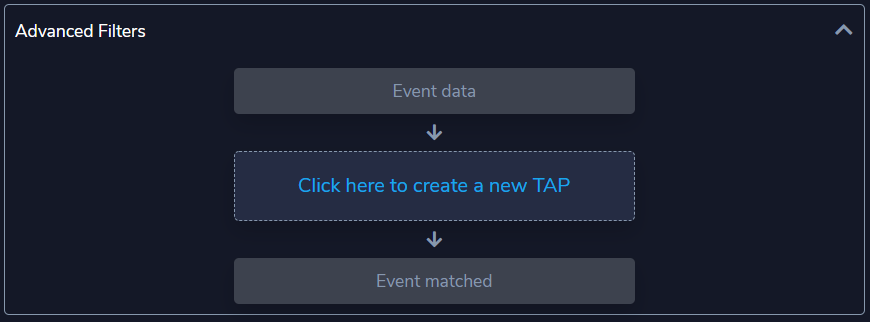 Advanced Filters
Event data
Click here to create a new TAP
Event matched